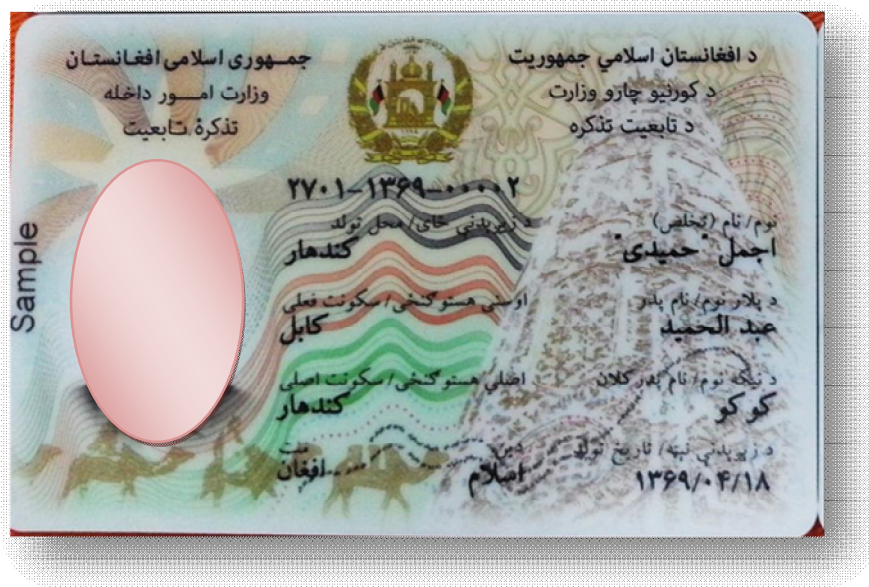 د افغانستان اسلامي جمهوریت
د کورنیو چارو وزارت
د تابعیت تذکره
جمهوری اسلامی افغانستان
وزارت امور داخله
تذکرهٔ تابعیت
۲۷۰۱-۱۳۶۹-۰۰۰۰۲
نوم/ نام (تخلص)
اجمل "حمیدی"
د زیږیدنې ځای/ محل تولد
کندهار
د پلار نوم/ نام پدر
عبد الحمید
اوسنی هستوګنځی/ سکونت فعلی
کابل
د نیکه نوم/ نام پدر کلان
کوکو
اصلي هستوګنځی/ سکونت اصلی
کندهار
د زیږیدنې نېټه/ تاریخ تولد
۱۳۶۹/۰۴/۱۸
دین
اسلام
ملت
افغان
Sample